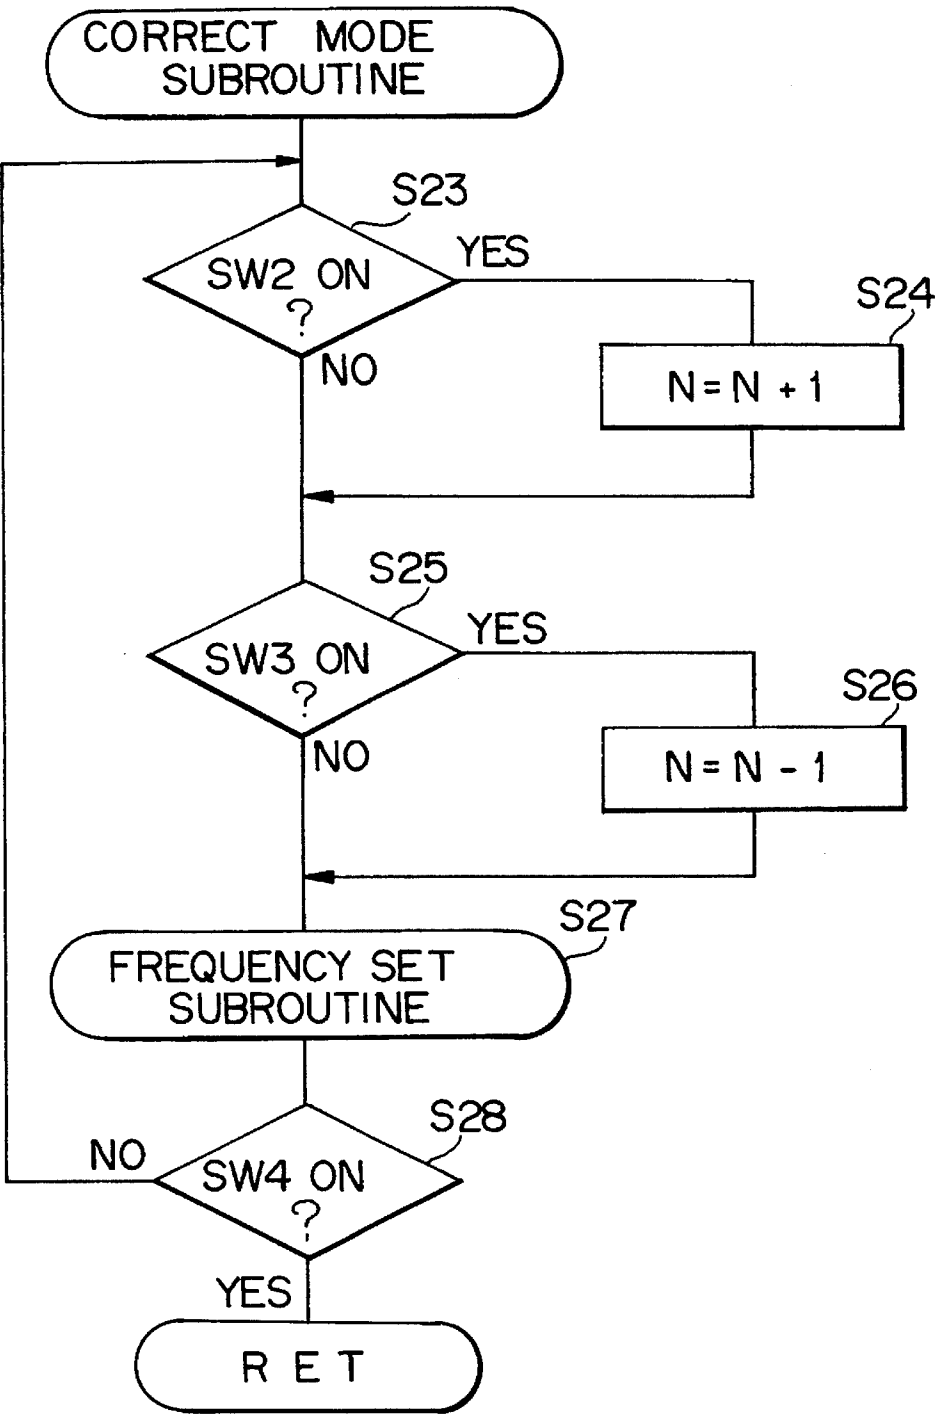 CORRECT MODE
SUBROUTINE
S23
SW2 ON
?
YES
NO
S24
N=N+1
S25
SW3 ON
?
YES
NO
S26
N=N-1
S27
FREQUENCY SET
SUBROUTINE
S28
SW4 ON
?
NO
YES
RET